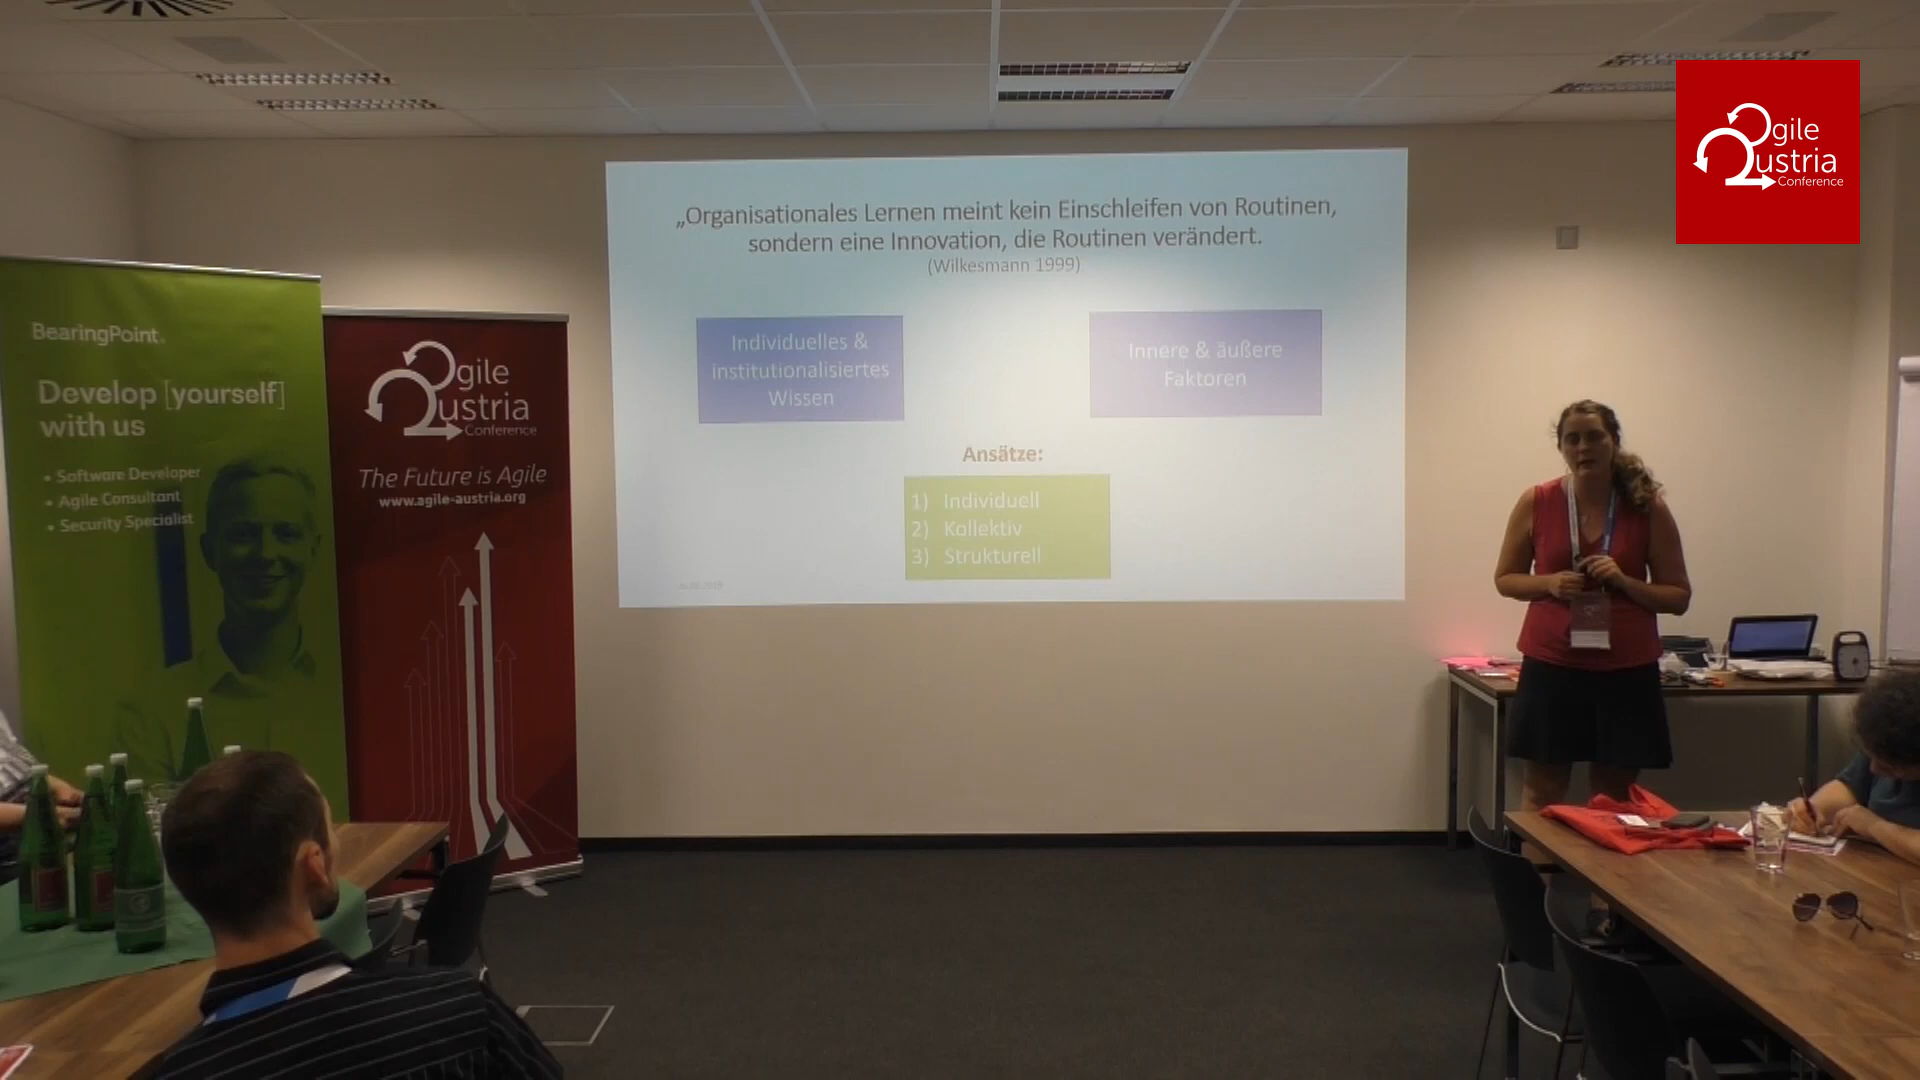 agile
austria
Conference
„Organisationales Lernen meint kein Einschleifen von Routinen,
sondern eine Innovation, die Routinen verändert.
(Wilkesmann 1999)
Individuelles &
institutionalisiertes
Wissen
Innere & äußere
Faktoren
Ansätze:
1) Individuell
2) Kollektiv
3) Strukturell
BearingPoint.
Develop [yourself]
with us
• Software Developer
• Agile Consultant
• Security Specialist
agile
austria
Conference
The Future is Agile
www.agile-austria.org